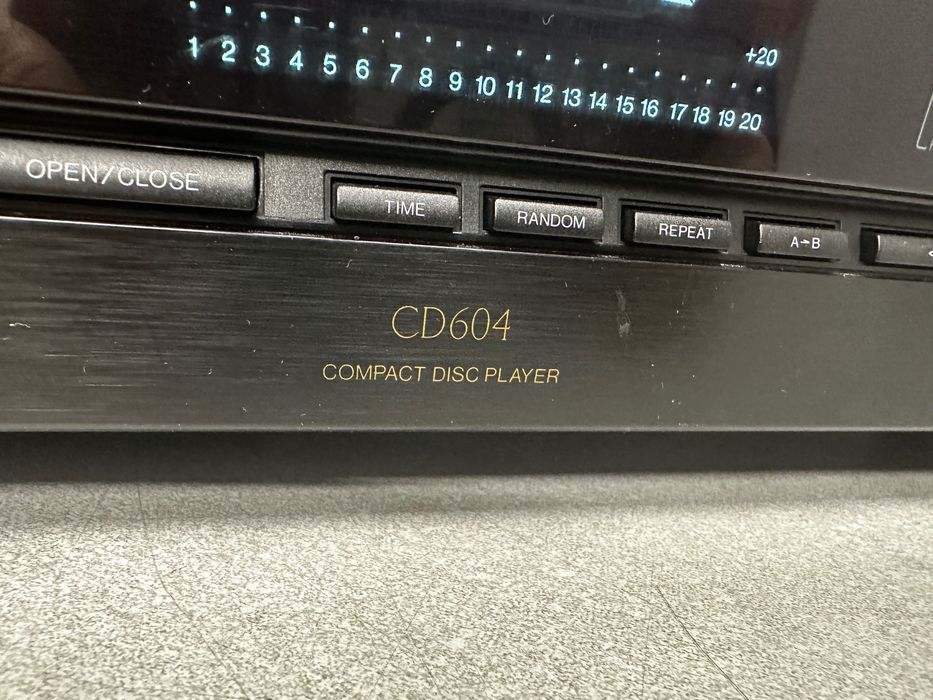 +20
1 2 3 4 5 6 7 8 9 10 11 12 13 14 15 16 17 18 19 20
OPEN/CLOSE
TIME
RANDOM
REPEAT
A➛B
CD604
COMPACT DISC PLAYER